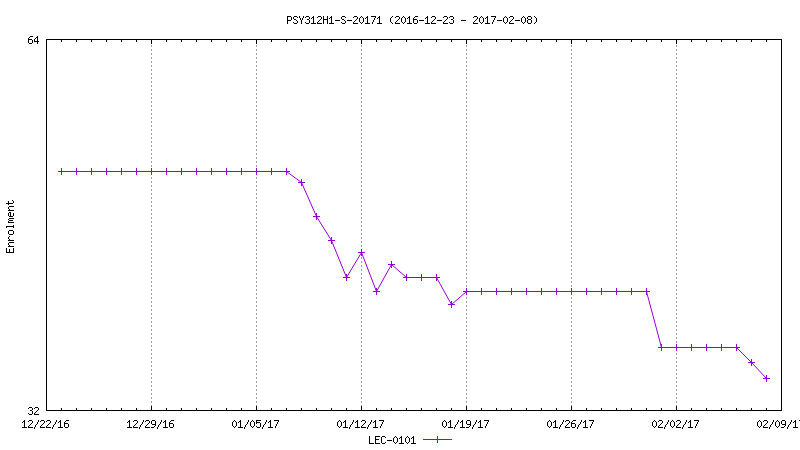 PSY312H1-S-20171 (2016-12-23 - 2017-02-08)
64
Enrolment
32
12/22/16 12/29/16 01/05/17 01/12/17 01/19/17 01/26/17 02/02/17 02/09/1
LEC-0101